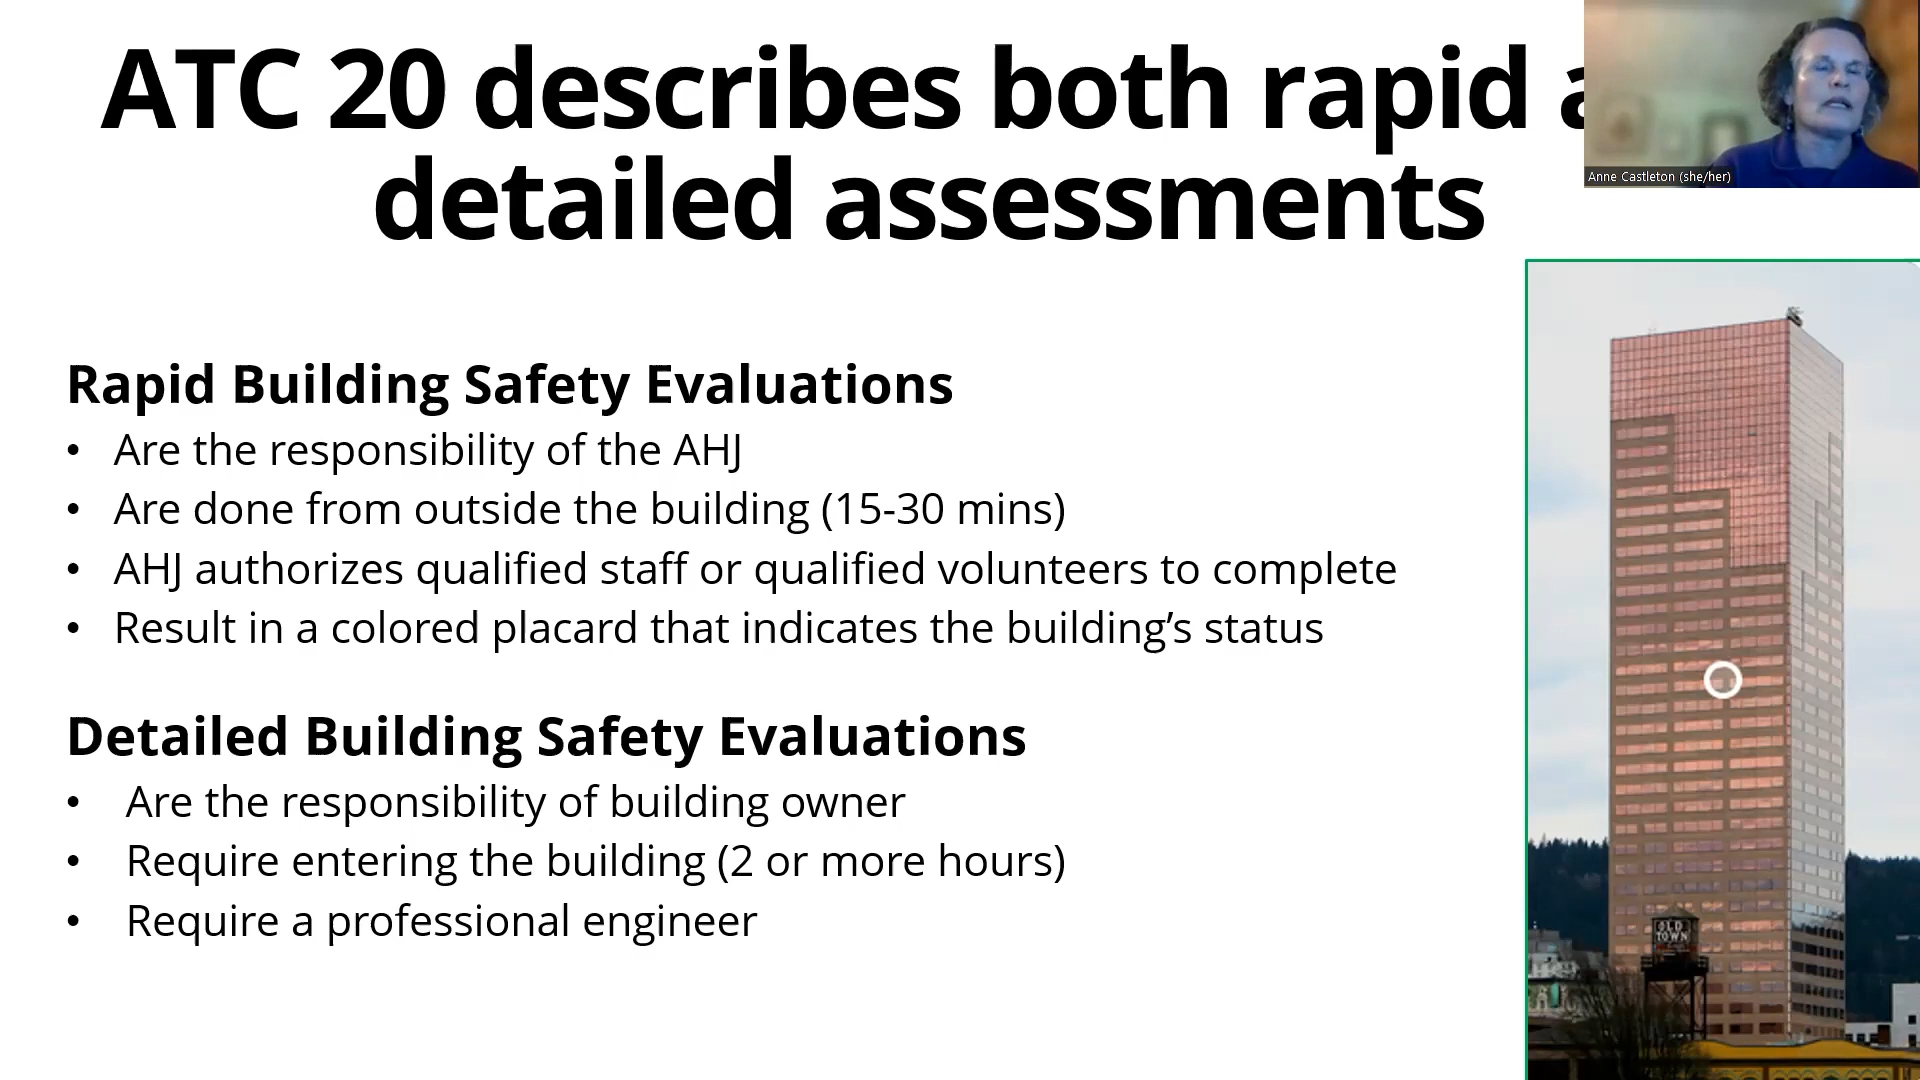 ATC 20 describes both rapid a
detailed assessments
Anne Castleton (she/her)
Rapid Building Safety Evaluations
• Are the responsibility of the AHJ
• Are done from outside the building (15-30 mins)
• AHJ authorizes qualified staff or qualified volunteers to complete
• Result in a colored placard that indicates the building’s status
Detailed Building Safety Evaluations
• Are the responsibility of building owner
• Require entering the building (2 or more hours)
• Require a professional engineer
OLD
TOWN